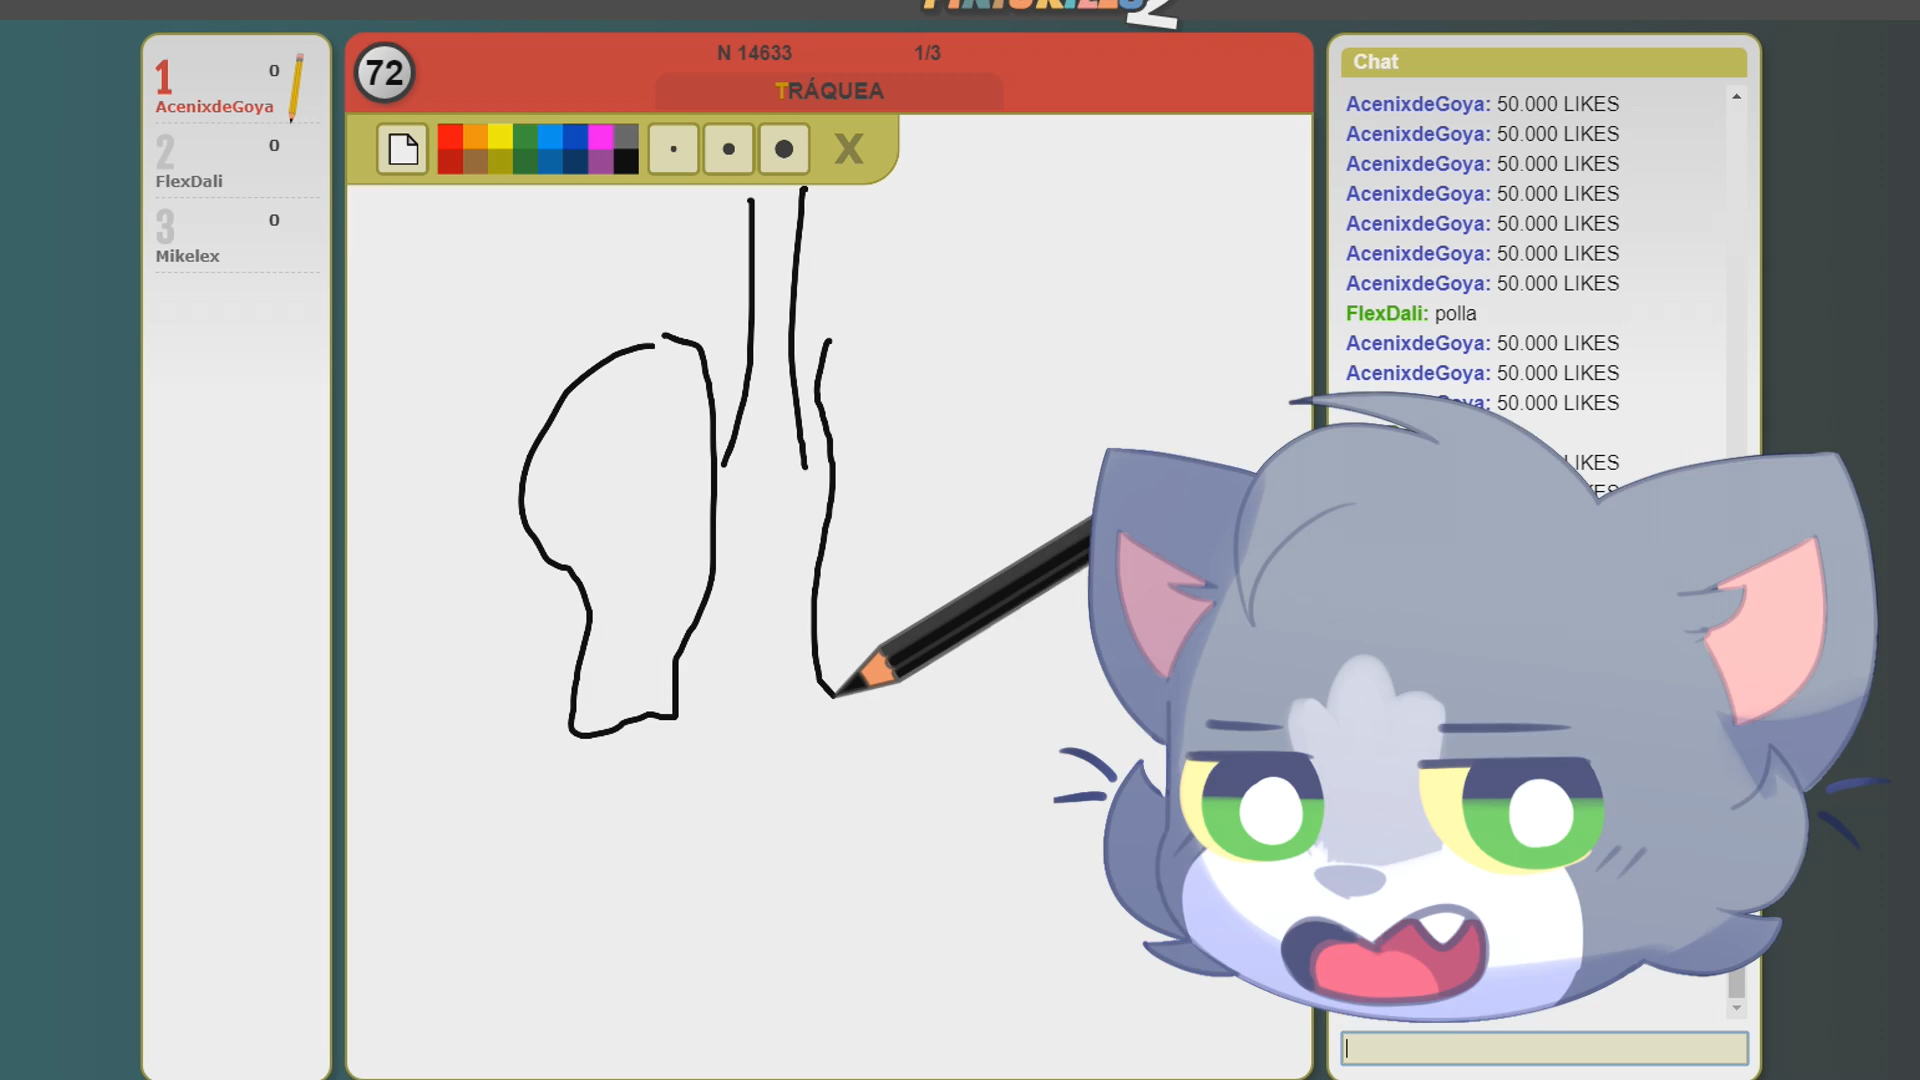 PINTURILLO 2
1
0
AcenixdeGoya
2
0
FlexDali
3
0
Mikelex
72
N 14633
1/3
TRÁQUEA
X
Chat
AcenixdeGoya: 50.000 LIKES
AcenixdeGoya: 50.000 LIKES
AcenixdeGoya: 50.000 LIKES
AcenixdeGoya: 50.000 LIKES
AcenixdeGoya: 50.000 LIKES
AcenixdeGoya: 50.000 LIKES
AcenixdeGoya: 50.000 LIKES
FlexDali: polla
AcenixdeGoya: 50.000 LIKES
AcenixdeGoya: 50.000 LIKES
50.000 LIKES